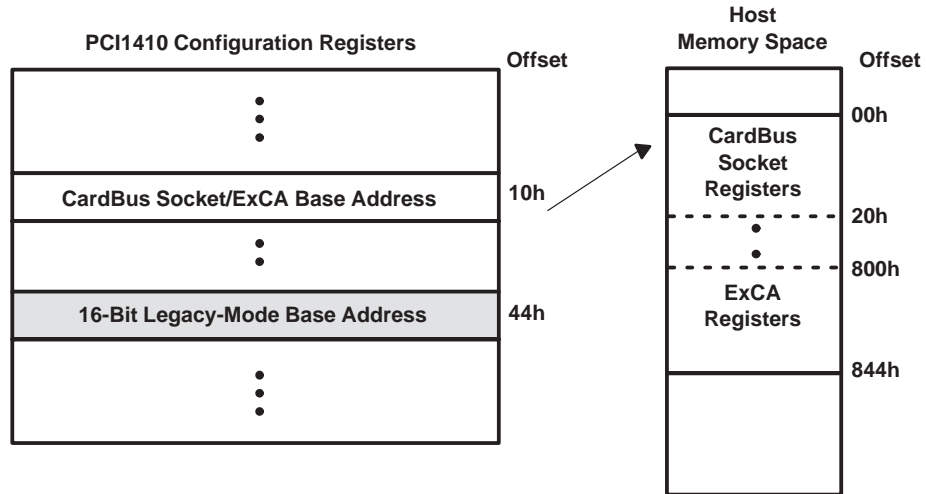 PCI1410 Configuration Registers
Offset
CardBus Socket/ExCA Base Address
10h
16-Bit Legacy-Mode Base Address
44h
Host
Memory Space
Offset
00h
CardBus
Socket
Registers
20h
800h
ExCA
Registers
844h